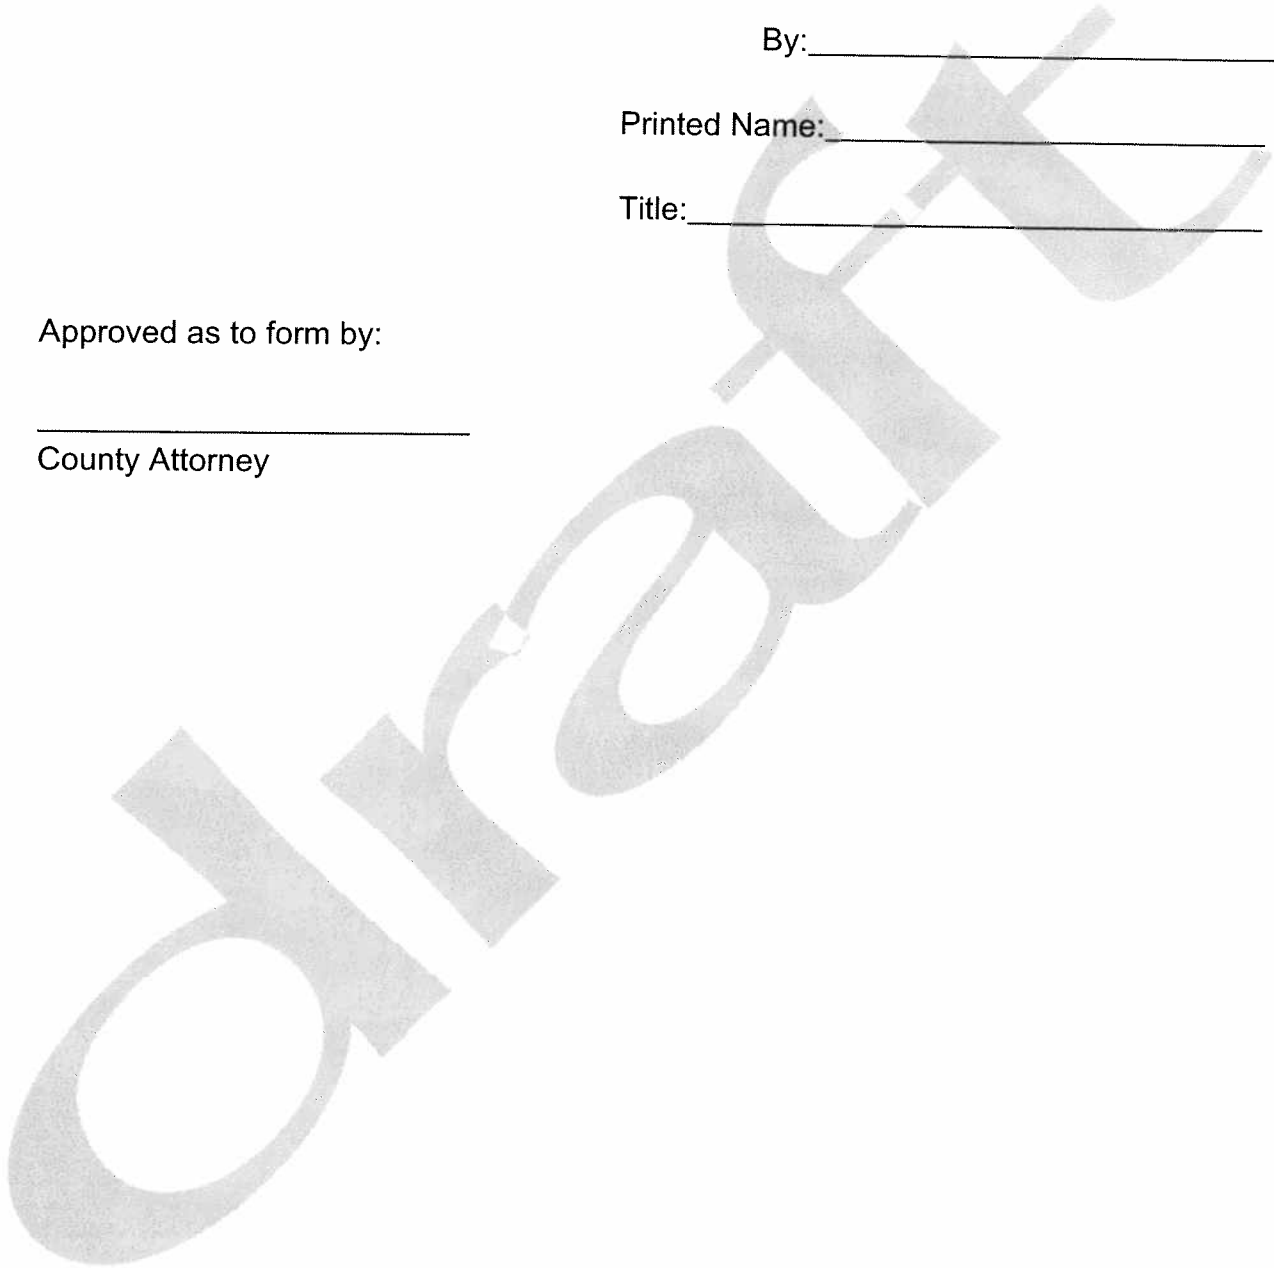 By:
Printed Name:
Title:
Approved as to form by:
County Attorney
draft